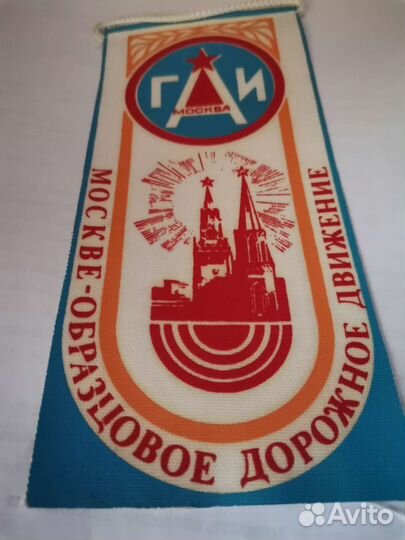 ГАИ
МОСКВА
МОСКВЕ-ОБРАЗЦОВОЕ ДОРОЖНОЕ ДВИЖЕНИЕ
Avito